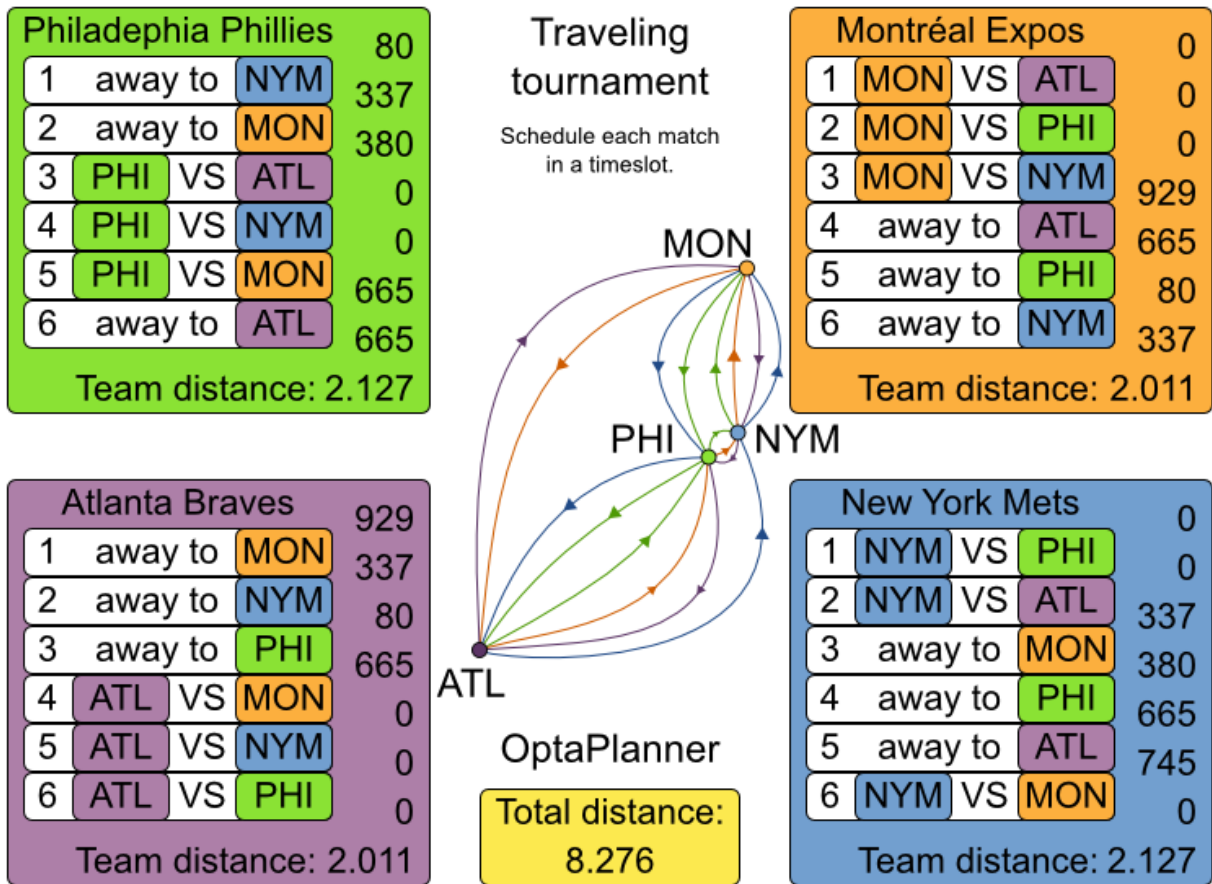 Philadephia Phillies
80
1 away to NYM
337
2 away to MON
380
3 PHI VS ATL
0
4 PHI VS NYM
0
5 PHI VS MON
665
6 away to ATL
665
Team distance: 2.127
Traveling
tournament
Schedule each match
in a timeslot.
Montréal Expos
0
1 MON VS ATL
0
2 MON VS PHI
0
3 MON VS NYM
929
4 away to ATL
665
5 away to PHI
80
6 away to NYM
337
Team distance: 2.011
MON
PHI
NYM
ATL
Atlanta Braves
929
1 away to MON
337
2 away to NYM
80
3 away to PHI
665
4 ATL VS MON
0
5 ATL VS NYM
0
6 ATL VS PHI
0
Team distance: 2.011
OptaPlanner
Total distance:
8.276
New York Mets
0
1 NYM VS PHI
0
2 NYM VS ATL
337
3 away to MON
380
4 away to PHI
665
5 away to ATL
745
6 NYM VS MON
0
Team distance: 2.127